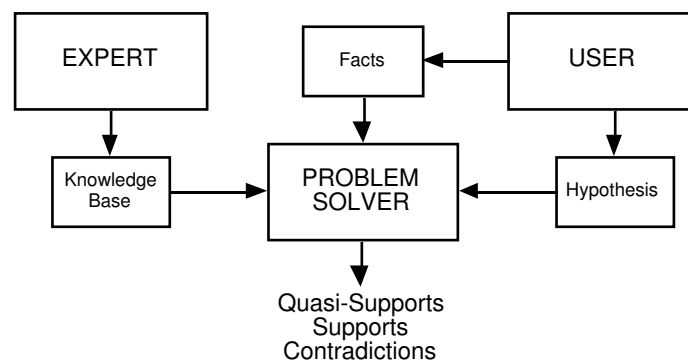 EXPERT
Facts
USER
Knowledge
Base
PROBLEM
SOLVER
Hypothesis
Quasi-Supports
Supports
Contradictions